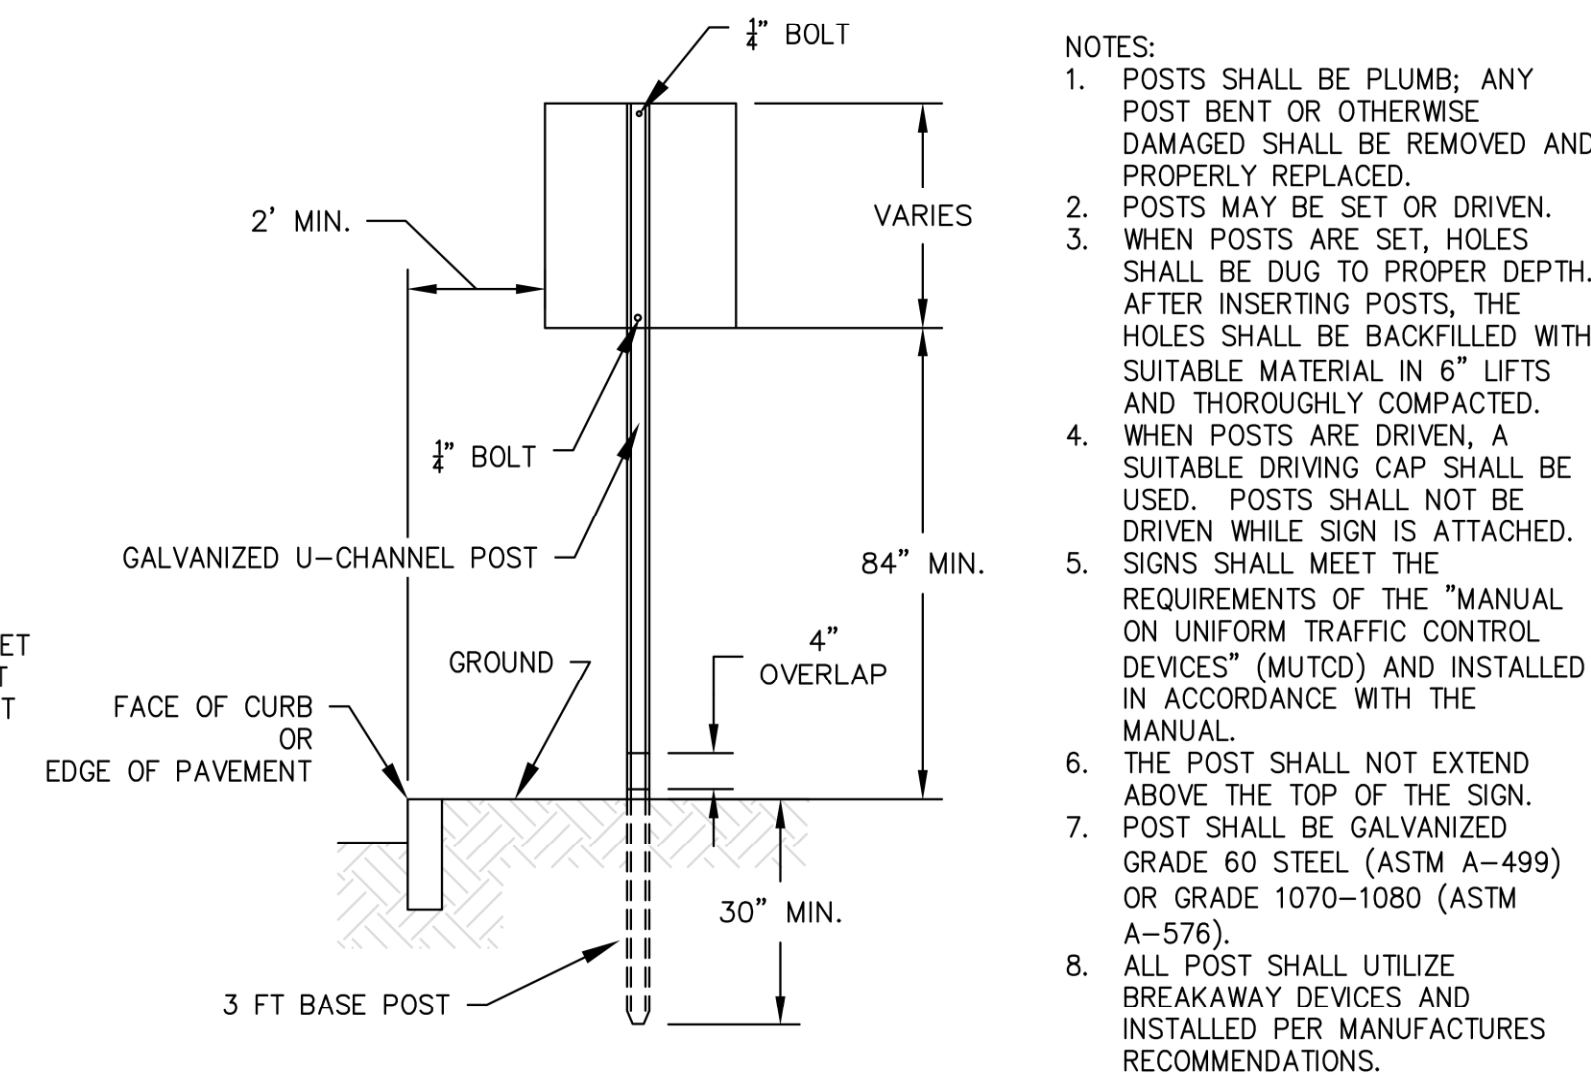 ¼" BOLT
2' MIN.
VARIES
¼" BOLT
GALVANIZED U-CHANNEL POST
84" MIN.
4"
OVERLAP
GROUND
ET
T
T
FACE OF CURB
OR
EDGE OF PAVEMENT
30" MIN.
3 FT BASE POST
NOTES:
1. POSTS SHALL BE PLUMB; ANY
POST BENT OR OTHERWISE
DAMAGED SHALL BE REMOVED AND
PROPERLY REPLACED.
2. POSTS MAY BE SET OR DRIVEN.
3. WHEN POSTS ARE SET, HOLES
SHALL BE DUG TO PROPER DEPTH.
AFTER INSERTING POSTS, THE
HOLES SHALL BE BACKFILLED WITH
SUITABLE MATERIAL IN 6" LIFTS
AND THOROUGHLY COMPACTED.
4. WHEN POSTS ARE DRIVEN, A
SUITABLE DRIVING CAP SHALL BE
USED. POSTS SHALL NOT BE
DRIVEN WHILE SIGN IS ATTACHED.
5. SIGNS SHALL MEET THE
REQUIREMENTS OF THE "MANUAL
ON UNIFORM TRAFFIC CONTROL
DEVICES" (MUTCD) AND INSTALLED
IN ACCORDANCE WITH THE
MANUAL.
6. THE POST SHALL NOT EXTEND
ABOVE THE TOP OF THE SIGN.
7. POST SHALL BE GALVANIZED
GRADE 60 STEEL (ASTM A-499)
OR GRADE 1070-1080 (ASTM
A-576).
8. ALL POST SHALL UTILIZE
BREAKAWAY DEVICES AND
INSTALLED PER MANUFACTURES
RECOMMENDATIONS.